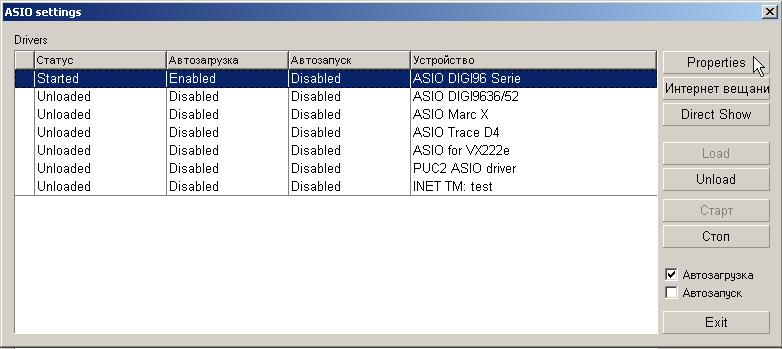 ASIO settings
Drivers
Статус Автозагрузка Автозапуск Устройство
Started Enabled Disabled ASIO DIGI96 Serie
Unloaded Disabled Disabled ASIO DIGI9636/52
Unloaded Disabled Disabled ASIO Marc X
Unloaded Disabled Disabled ASIO Trace D4
Unloaded Disabled Disabled ASIO for VX222e
Unloaded Disabled Disabled PUC2 ASIO driver
Unloaded Disabled Disabled INET TM: test
Properties
Интернет вещани
Direct Show
Load
Unload
Старт
Стоп
Автозагрузка
Автозапуск
Exit